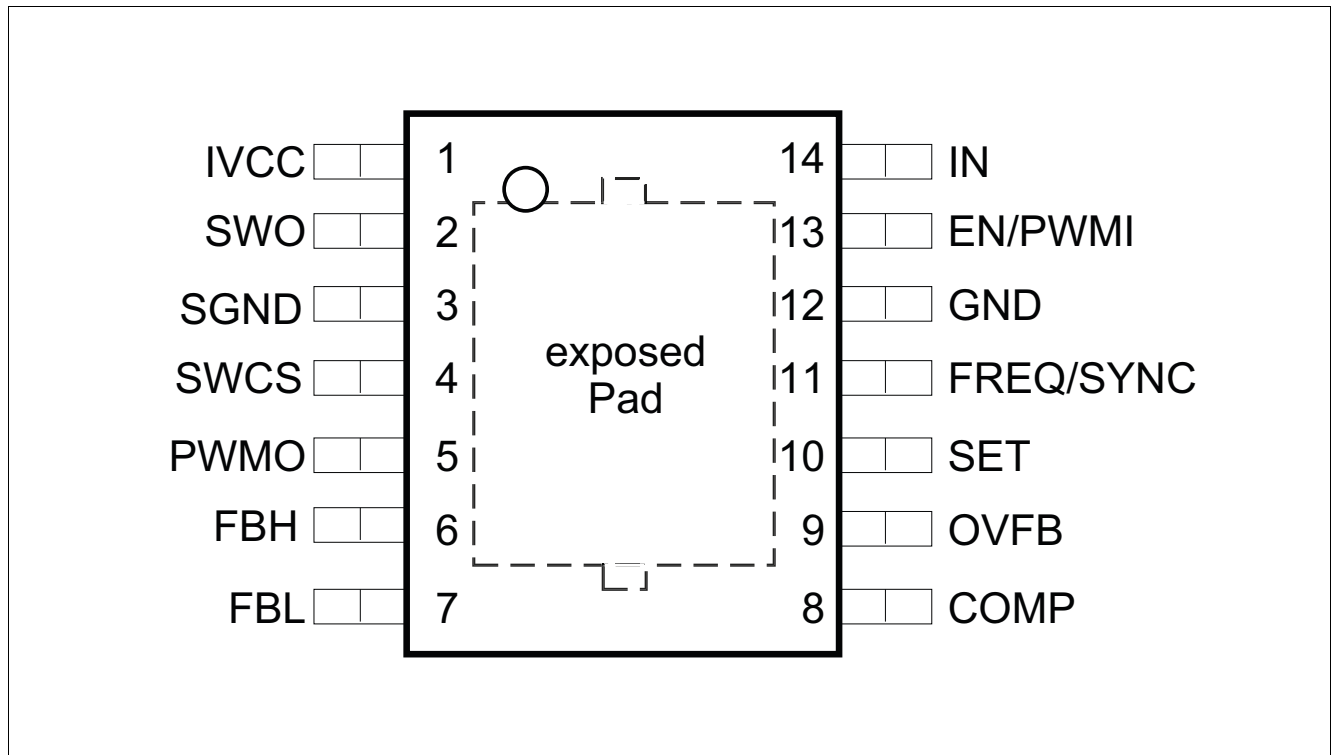 IVCC 1 14 IN
SWO 2 13 EN/PWMI
SGND 3 12 GND
exposed
Pad
SWCS 4 11 FREQ/SYNC
PWMO 5 10 SET
FBH 6 9 OVFB
FBL 7 8 COMP